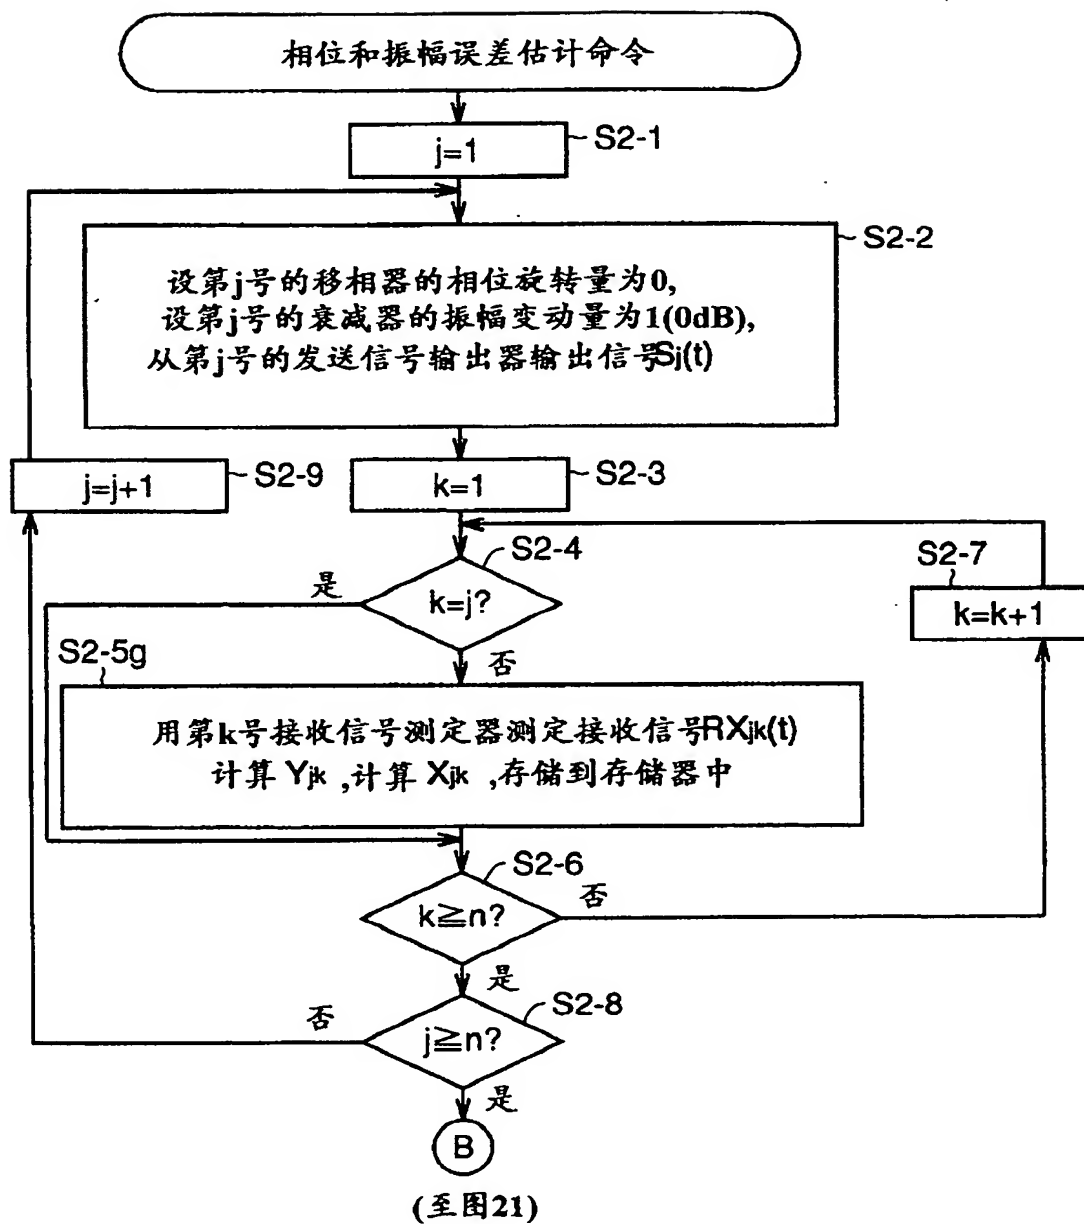 相位和振幅误差估计命令
j=1
S2-1
设第j号的移相器的相位旋转量为0,
设第j号的衰减器的振幅变动量为1(0dB),
从第j号的发送信号输出器输出信号Sj(t)
S2-2
j=j+1
S2-9
k=1
S2-3
S2-4
k=j?
是
否
S2-7
k=k+1
S2-5g
用第k号接收信号测定器测定接收信号RXjk(t)
计算 Yjk ,计算 Xjk ,存储到存储器中
S2-6
k≧n?
否
是
S2-8
j≧n?
否
是
B
(至图21)